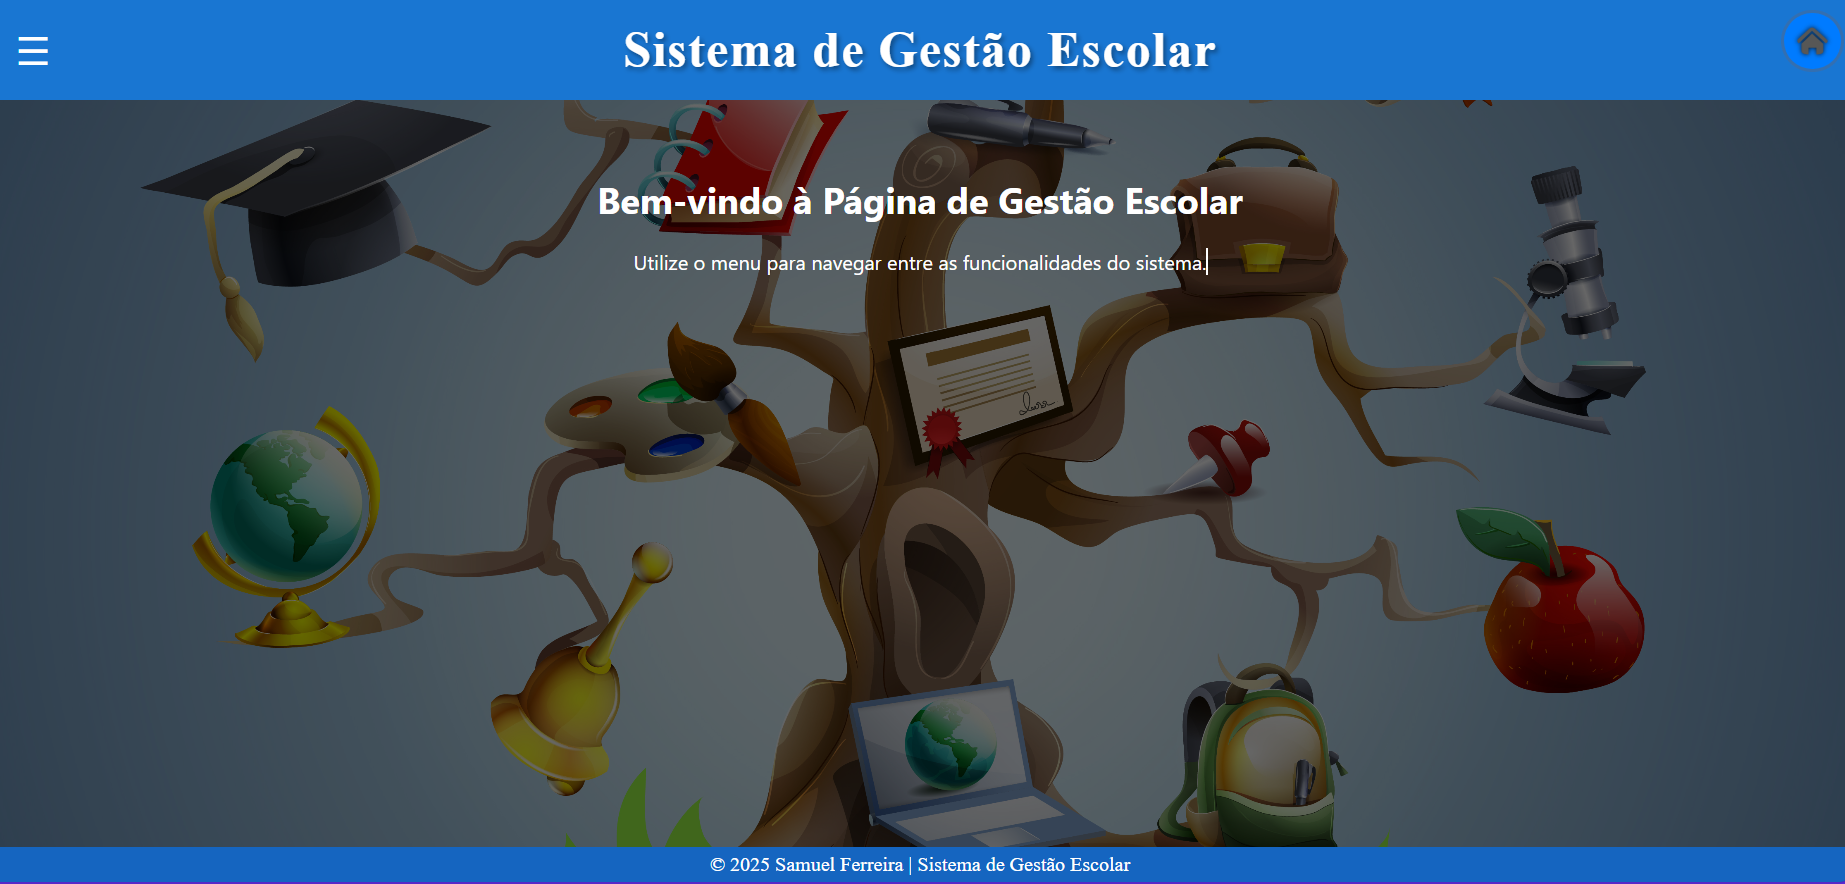 Sistema de Gestão Escolar
Bem-vindo à Página de Gestão Escolar
Utilize o menu para navegar entre as funcionalidades do sistema.
© 2025 Samuel Ferreira | Sistema de Gestão Escolar